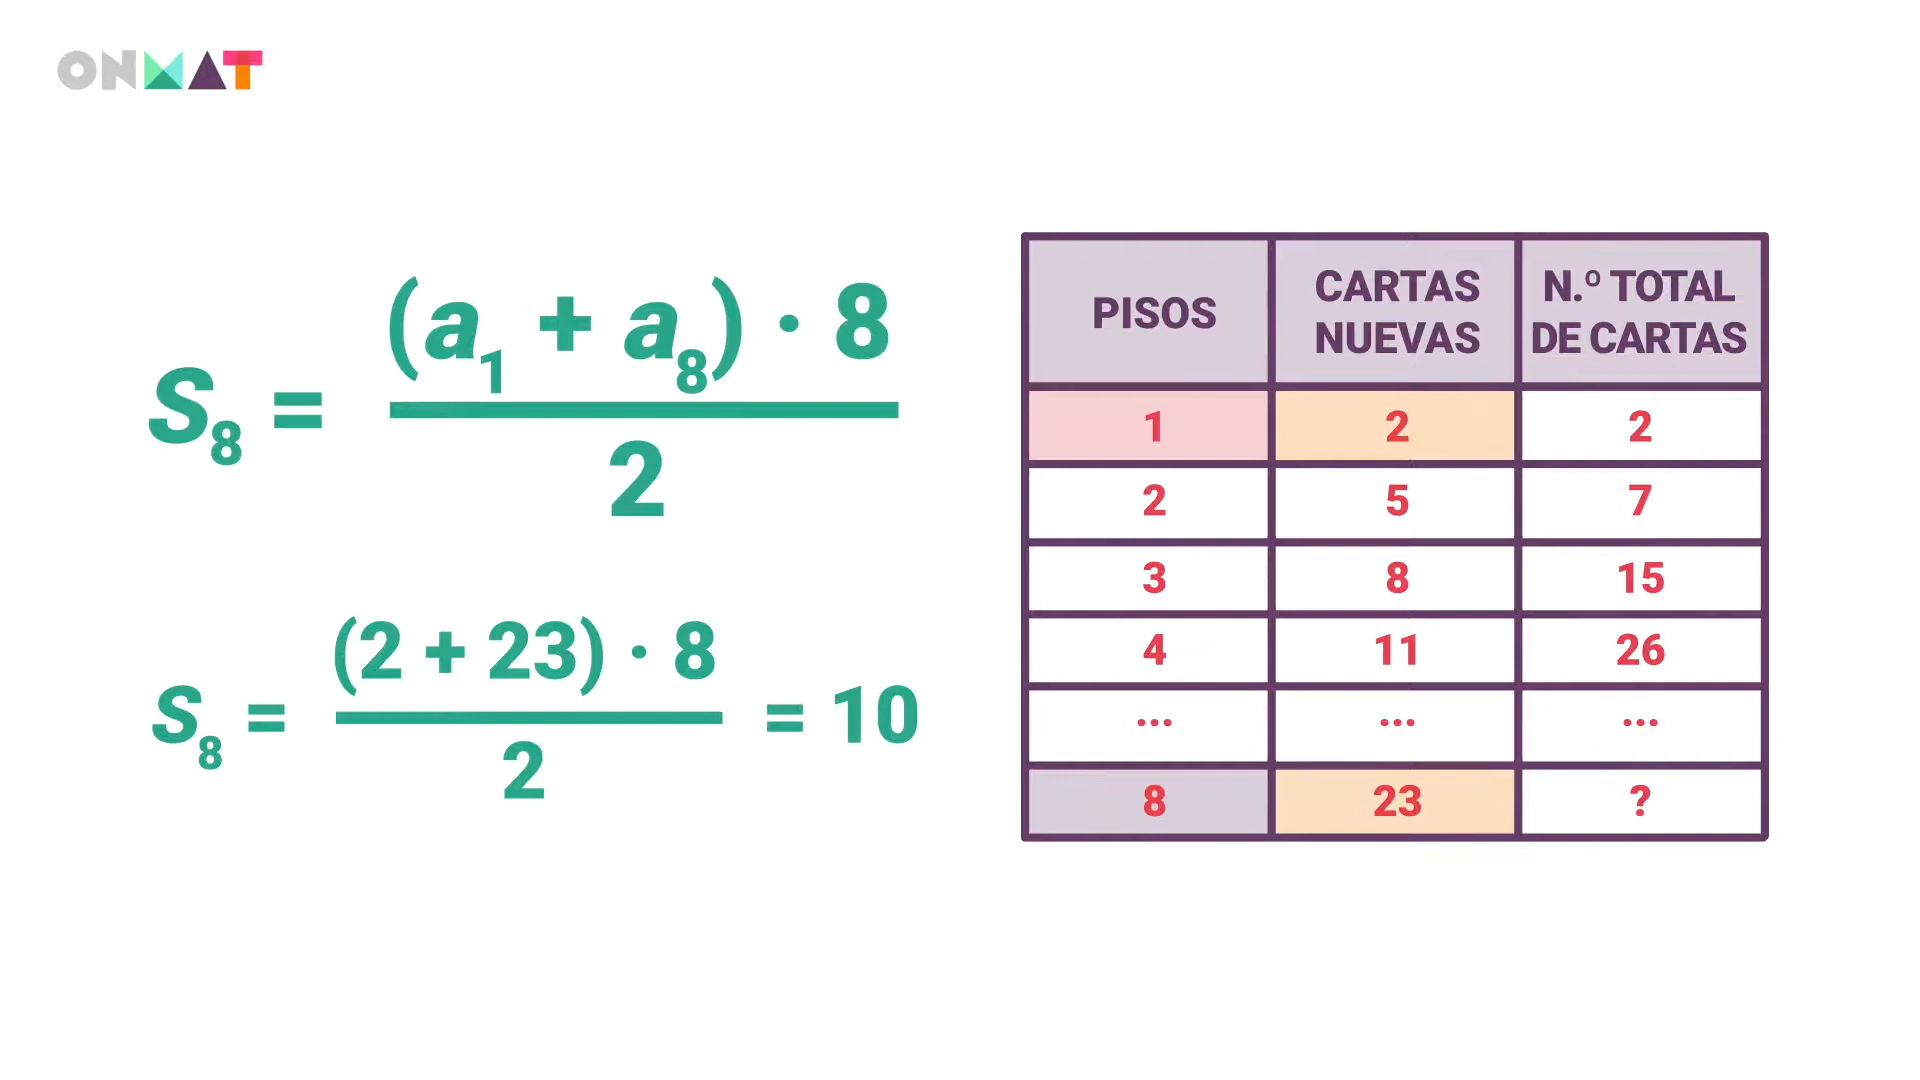 ONMAT
S₈ = (a₁ + a₈) · 8
2
S₈ = (2 + 23) · 8 = 10
2
PISOS CARTAS NUEVAS N.º TOTAL DE CARTAS
1 2 2
2 5 7
3 8 15
4 11 26
... ... ...
8 23 ?